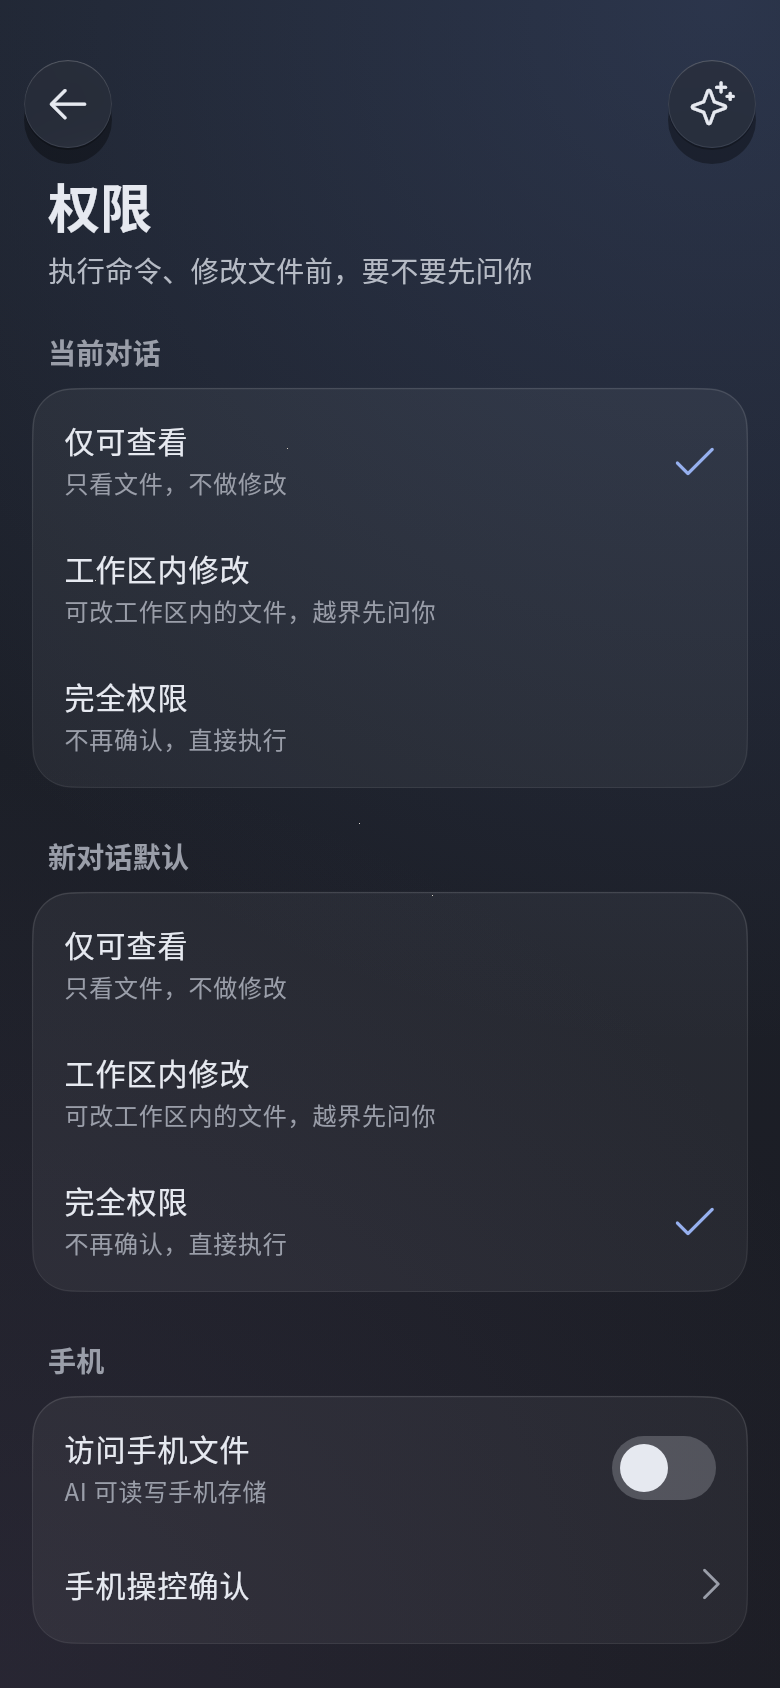 权限
执行命令、修改文件前，要不要先问你
当前对话
仅可查看
只看文件，不做修改
工作区内修改
可改工作区内的文件，越界先问你
完全权限
不再确认，直接执行
新对话默认
仅可查看
只看文件，不做修改
工作区内修改
可改工作区内的文件，越界先问你
完全权限
不再确认，直接执行
手机
访问手机文件
AI 可读写手机存储
手机操控确认